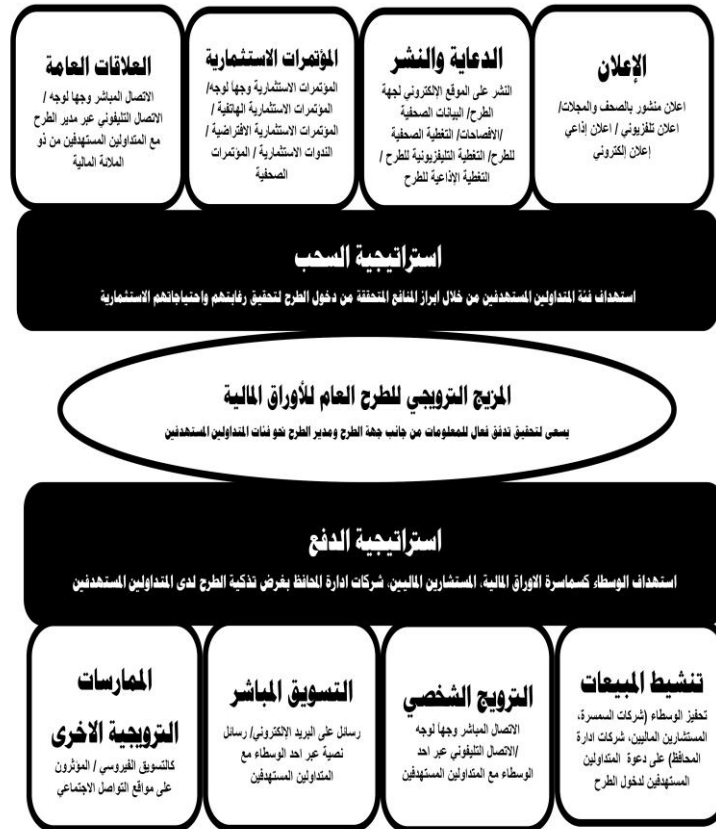 الإعلان
اعلان منشور بالصحف والمجلات/
اعلان تلفزيوني / اعلان إذاعي
إعلان إلكتروني
الدعاية والنشر
النشر على الموقع الإلكتروني لجهة
الطرح/ البيانات الصحفية
/الافصاحات/ التغطية الصحفية
للطرح/ التغطية التليفزيونية للطرح /
التغطية الإذاعية للطرح
المؤتمرات الاستثمارية
المؤتمرات الاستثمارية وجها لوجه/
المؤتمرات الاستثمارية الهاتفية /
المؤتمرات الاستثمارية الافتراضية /
الندوات الاستثمارية / المؤتمرات
الصحفية
العلاقات العامة
الاتصال المباشر وجها لوجه /
الاتصال التليفوني عبر مدير الطرح
مع المتداولين المستهدفين من ذو
الملائة المالية
استراتيجية السحب
استهداف فئة المتداولين المستهدفين من خلال ابراز المنافع المتحققة من دخول الطرح لتحقيق رغباتهم واحتياجاتهم الاستثمارية
المزيج الترويجي للطرح العام للأوراق المالية
يسعى لتحقيق تدفق فعال للمعلومات من جانب جهة الطرح ومدير الطرح نحو فئات المتداولين المستهدفين
استراتيجية الدفع
استهداف الوسطاء كسماسرة الاوراق المالية، المستشارين الماليين، شركات ادارة المحافظ بغرض تذكية الطرح لدى المتداولين المستهدفين
تنشيط المبيعات
تحفيز الوسطاء (شركات السمسرة،
المستشارين الماليين، شركات ادارة
المحافظ) على دعوة المتداولين
المستهدفين لدخول الطرح
الترويج الشخصي
الاتصال المباشر وجهاً لوجه
/الاتصال التليفوني عبر احد
الوسطاء مع المتداولين المستهدفين
التسويق المباشر
رسائل على البريد الإلكتروني/ رسائل
نصية عبر احد الوسطاء مع
المتداولين المستهدفين
الممارسات
الترويجية الاخرى
كالتسويق الفيروسي / المؤثرون
على مواقع التواصل الاجتماعي